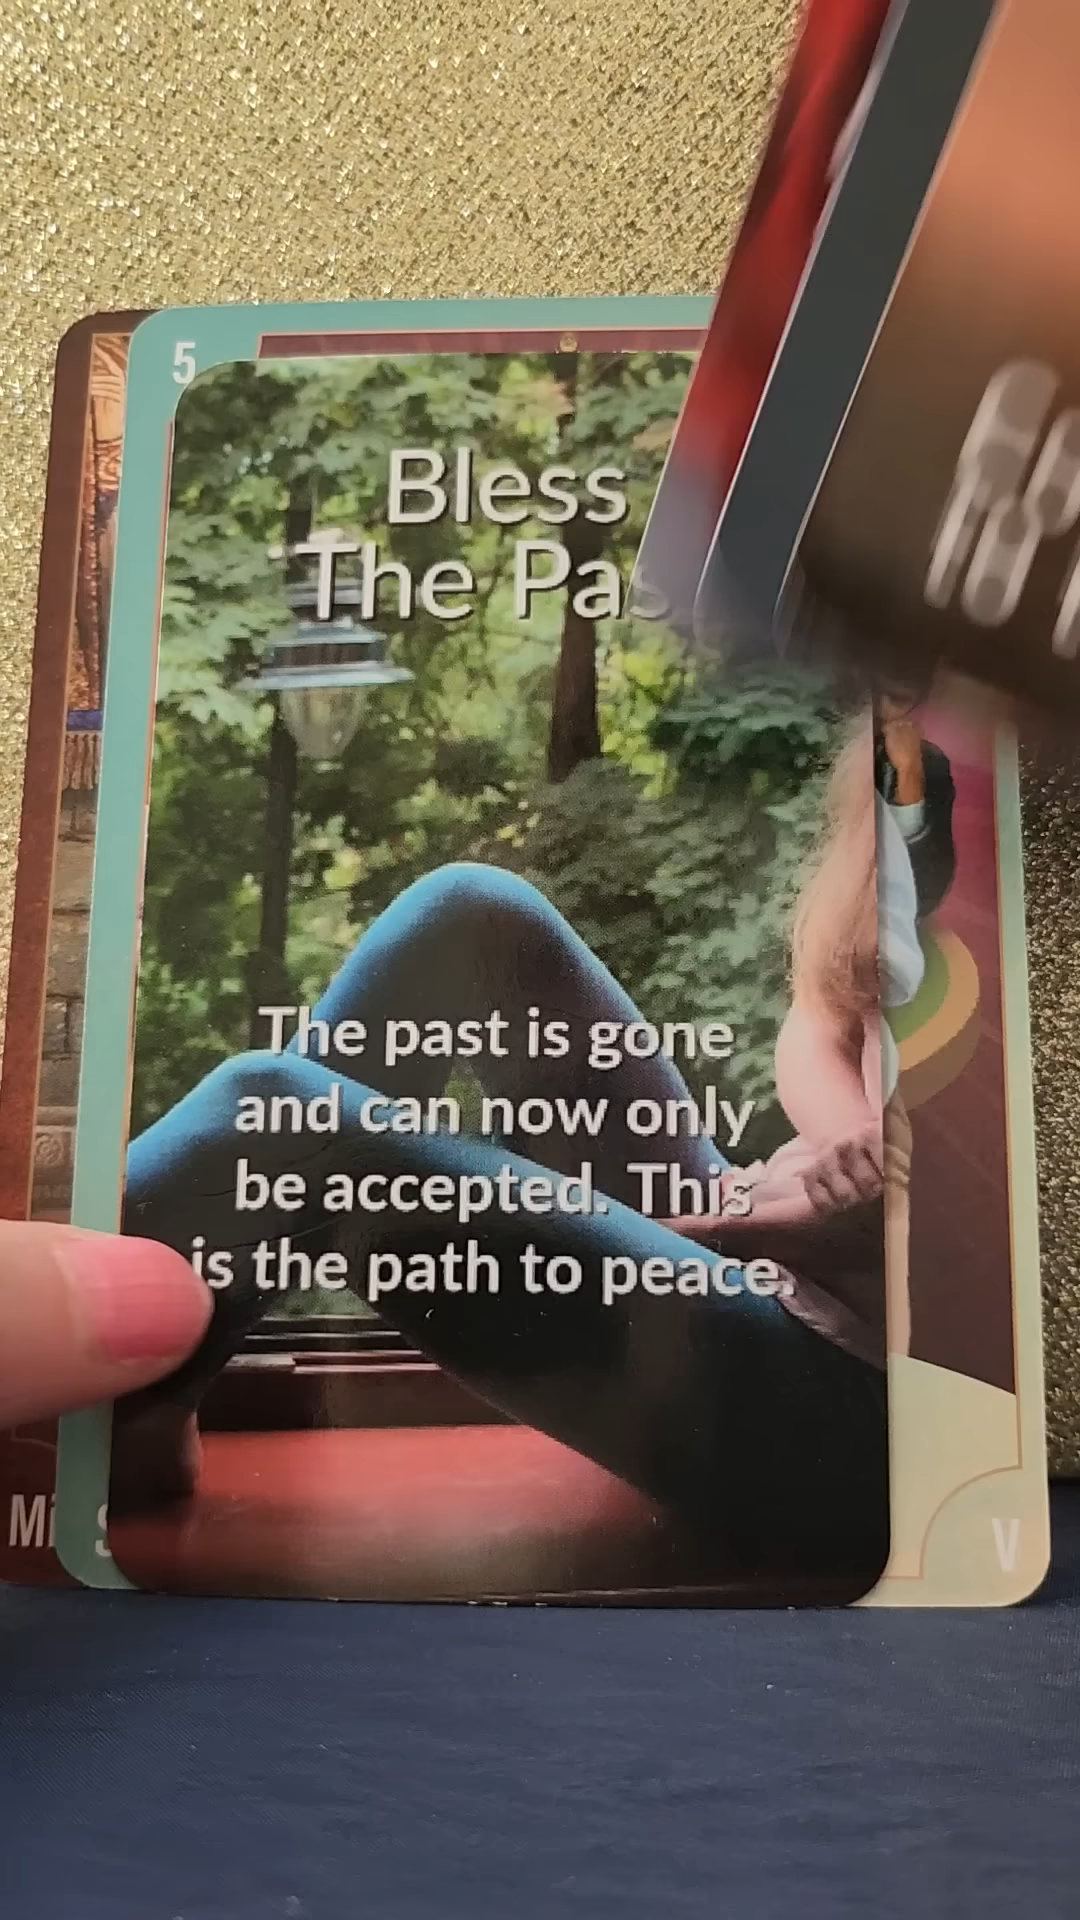 5
Bless
The Pas
The past is gone
and can now only
be accepted. This
is the path to peace.
Mi
S
V